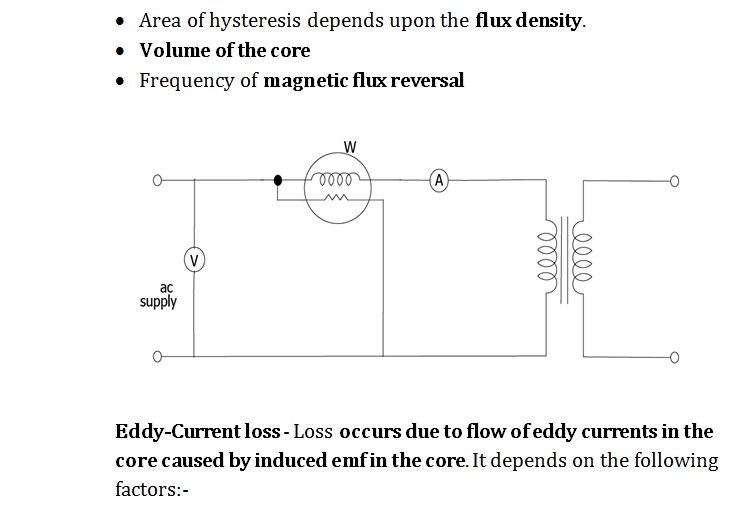 • Area of hysteresis depends upon the flux density.
• Volume of the core
• Frequency of magnetic flux reversal
W
A
V
ac
supply
Eddy-Current loss - Loss occurs due to flow of eddy currents in the
core caused by induced emf in the core. It depends on the following
factors:-